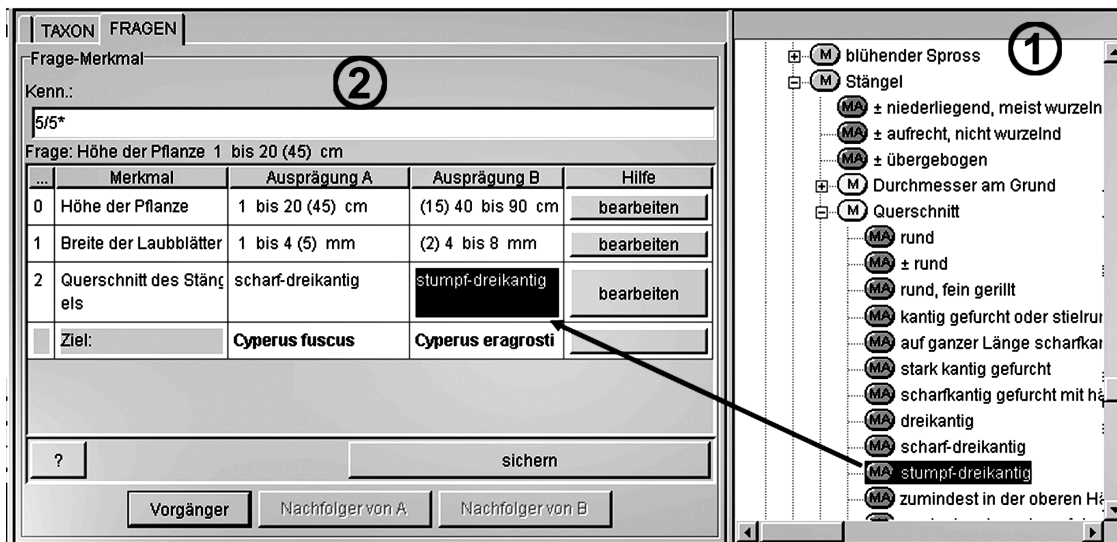 TAXON FRAGEN
Frage-Merkmal
2
Kenn.:
5/5*
Frage: Höhe der Pflanze 1 bis 20 (45) cm
... Merkmal Ausprägung A Ausprägung B Hilfe
0 Höhe der Pflanze 1 bis 20 (45) cm (15) 40 bis 90 cm bearbeiten
1 Breite der Laubblätter 1 bis 4 (5) mm (2) 4 bis 8 mm bearbeiten
2 Querschnitt des Stäng scharf-dreikantig stumpf-dreikantig bearbeiten
els
Ziel: Cyperus fuscus Cyperus eragrosti
? sichern
Vorgänger Nachfolger von A Nachfolger von B
1
M blühender Spross
M Stängel
MA ± niederliegend, meist wurzeln
MA ± aufrecht, nicht wurzelnd
MA ± übergebogen
M Durchmesser am Grund
M Querschnitt
MA rund
MA ± rund
MA rund, fein gerillt
MA kantig gefurcht oder stielrun
MA auf ganzer Länge scharfkan
MA stark kantig gefurcht
MA scharfkantig gefurcht mit hä
MA dreikantig
MA scharf-dreikantig
MA stumpf-dreikantig
MA zumindest in der oberen Hä